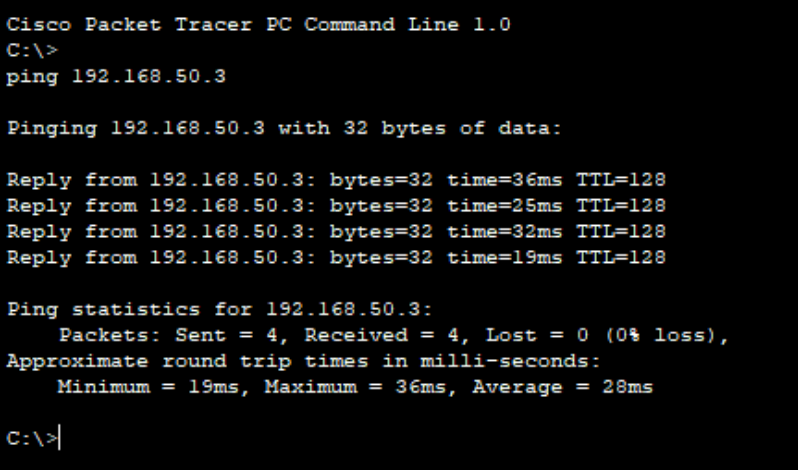 Cisco Packet Tracer PC Command Line 1.0
C:\>
ping 192.168.50.3
Pinging 192.168.50.3 with 32 bytes of data:
Reply from 192.168.50.3: bytes=32 time=36ms TTL=128
Reply from 192.168.50.3: bytes=32 time=25ms TTL=128
Reply from 192.168.50.3: bytes=32 time=32ms TTL=128
Reply from 192.168.50.3: bytes=32 time=19ms TTL=128
Ping statistics for 192.168.50.3:
    Packets: Sent = 4, Received = 4, Lost = 0 (0% loss),
Approximate round trip times in milli-seconds:
    Minimum = 19ms, Maximum = 36ms, Average = 28ms
C:\>